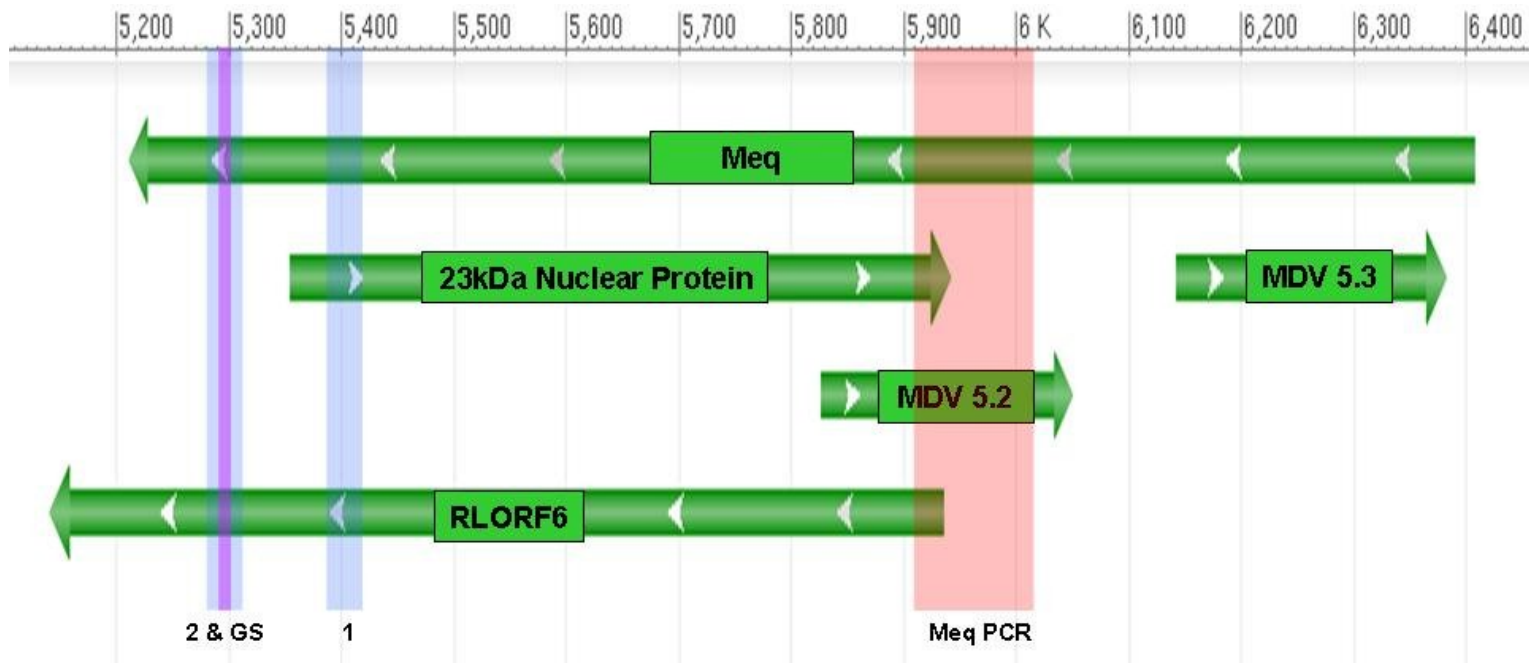 5,200 5,300 5,400 5,500 5,600 5,700 5,800 5,900 6 K 6,100 6,200 6,300 6,400
Meq
23kDa Nuclear Protein MDV 5.3
MDV 5.2
RLORF6
2 & GS 1 Meq PCR